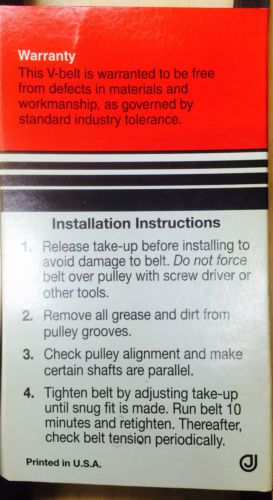 Warranty
This V-belt is warranted to be free
from defects in materials and
workmanship, as governed by
standard industry tolerance.
Installation Instructions
1. Release take-up before installing to
avoid damage to belt. Do not force
belt over pulley with screw driver or
other tools.
2. Remove all grease and dirt from
pulley grooves.
3. Check pulley alignment and make
certain shafts are parallel.
4. Tighten belt by adjusting take-up
until snug fit is made. Run belt 10
minutes and retighten. Thereafter,
check belt tension periodically.
Printed in U.S.A.